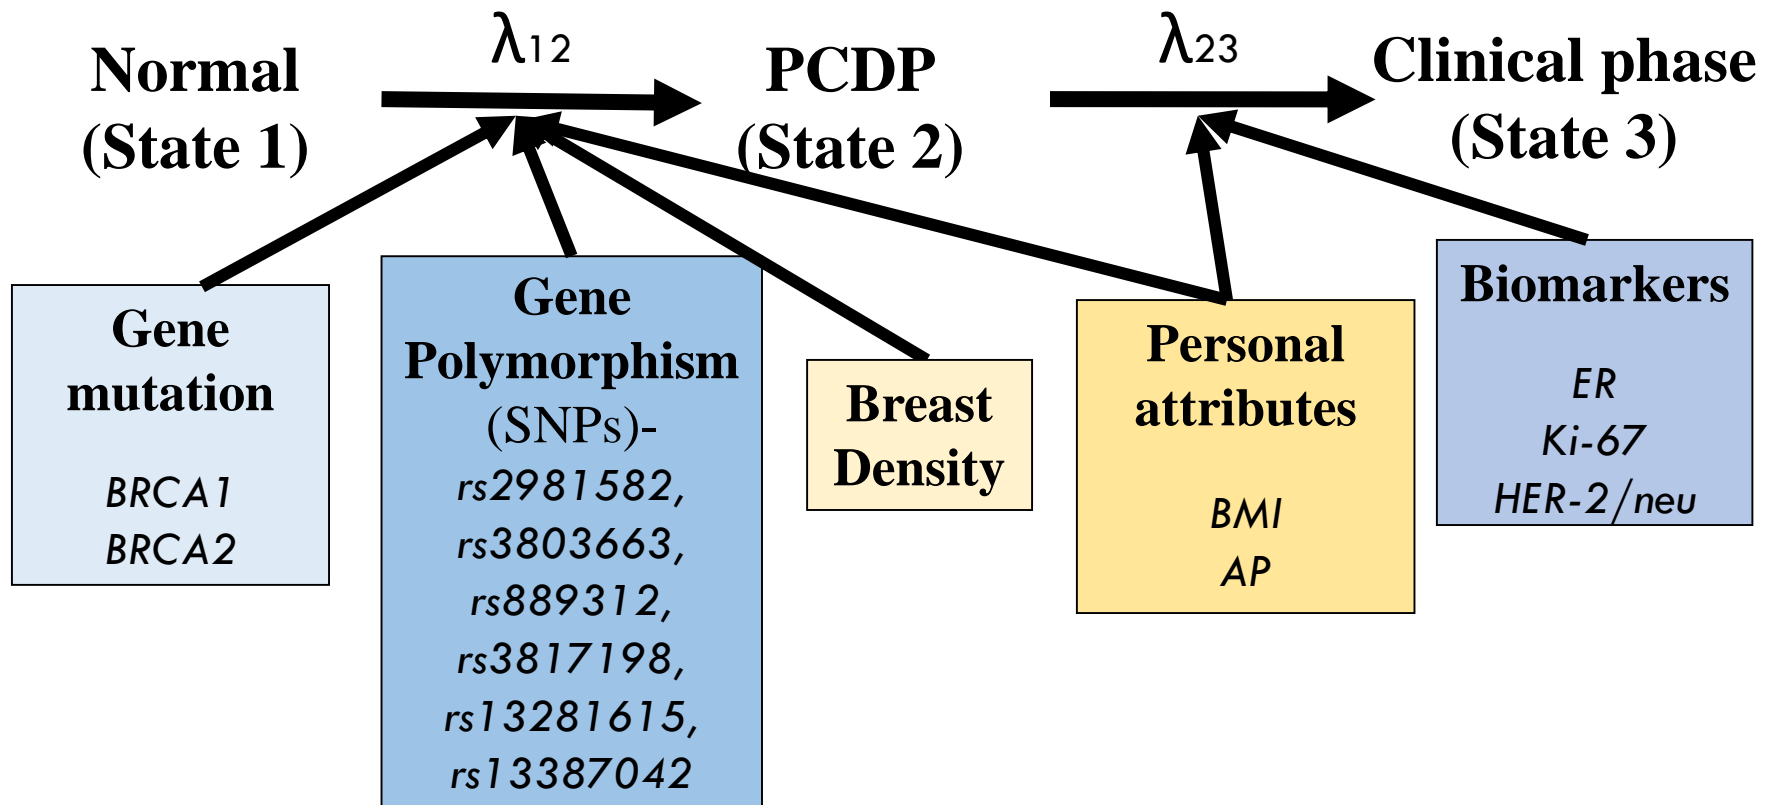 Normal
(State 1)
λ12
PCDP
(State 2)
λ23
Clinical phase
(State 3)
Gene
mutation
BRCA1
BRCA2
Gene
Polymorphism
(SNPs)-
rs2981582,
rs3803663,
rs889312,
rs3817198,
rs13281615,
rs13387042
Breast
Density
Personal
attributes
BMI
AP
Biomarkers
ER
Ki-67
HER-2/neu